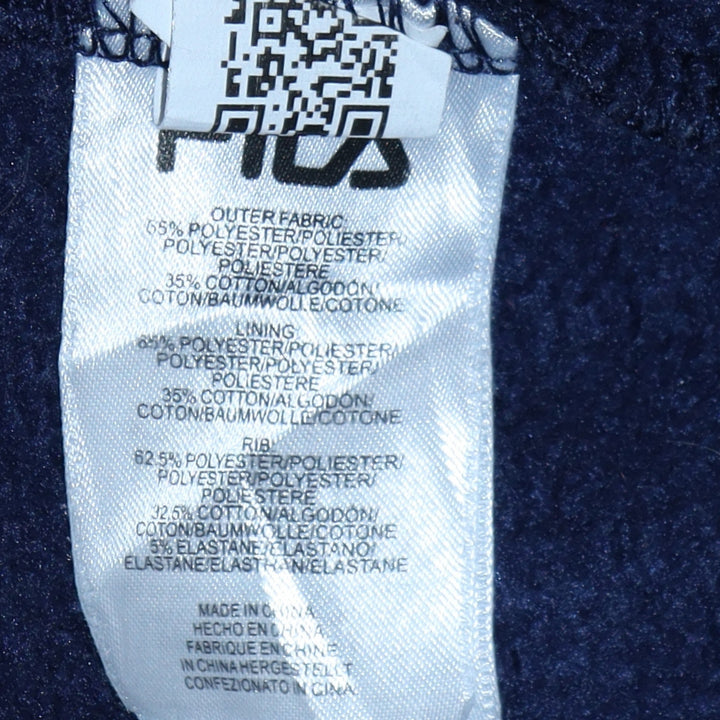 FILA
OUTER FABRIC
65% POLYESTER/POLIESTER/
POLYESTER/POLYESTER/
POLIESTERE
35% COTTON/ALGODON/
COTON/BAUMWOLLE/COTONE
LINING
65% POLYESTER/POLIESTER/
POLYESTER/POLYESTER/
POLIESTERE
35% COTTON/ALGODON/
COTON/BAUMWOLLE/COTONE
RIB
62.5% POLYESTER/POLIESTER/
POLYESTER/POLYESTER/
POLIESTERE
32.5% COTTON/ALGODON/
COTON/BAUMWOLLE/COTONE
5% ELASTANE/ELASTANO/
ELASTANE/ELASTHAN/ELASTANE
MADE IN CHINA
HECHO EN CHINA
FABRIQUE EN CHINE
IN CHINA HERGESTELLT
CONFEZIONATO IN CINA